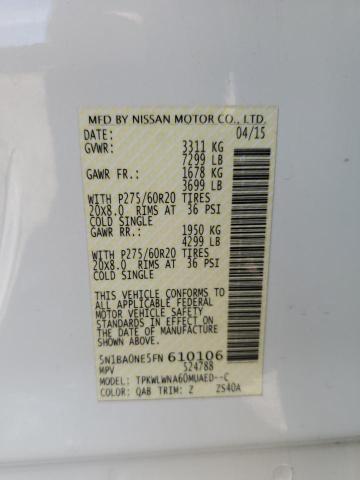 MFD BY NISSAN MOTOR CO., LTD.
DATE: 04/15
GVWR: 3311 KG
7299 LB
GAWR FR.: 1678 KG
3699 LB
WITH P275/60R20 TIRES
20X8.0 RIMS AT 36 PSI
COLD SINGLE
GAWR RR.: 1950 KG
4299 LB
WITH P275/60R20 TIRES
20X8.0 RIMS AT 36 PSI
COLD SINGLE
THIS VEHICLE CONFORMS TO
ALL APPLICABLE FEDERAL
MOTOR VEHICLE SAFETY
STANDARDS IN EFFECT ON
THE DATE OF MANUFACTURE
SHOWN ABOVE.
5N1BA0NE5FN 610106
MPV 524788
TPKWLWNA60MUAED--C
COLOR: QAB TRIM: Z ZS40A